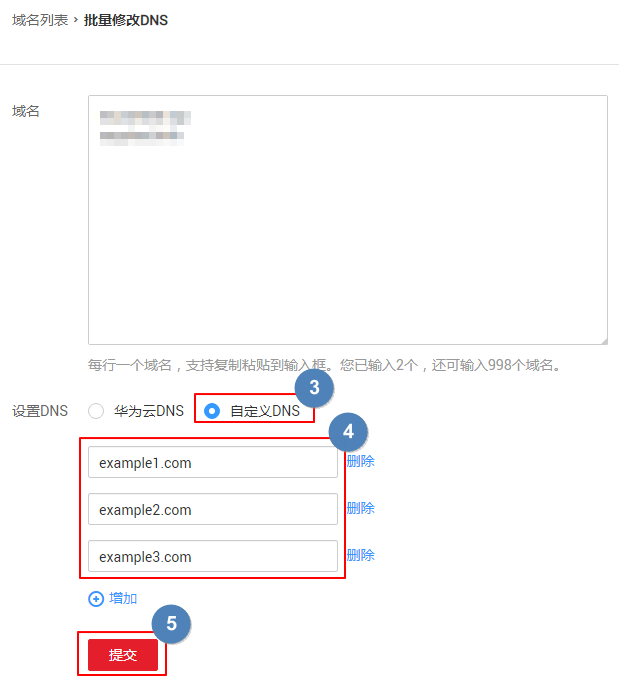 域名列表 › 批量修改DNS
域名
每行一个域名，支持复制粘贴到输入框。您已输入2个，还可输入998个域名。
3
设置DNS 华为云DNS 自定义DNS
4
example1.com 删除
example2.com 删除
example3.com 删除
增加
5
提交